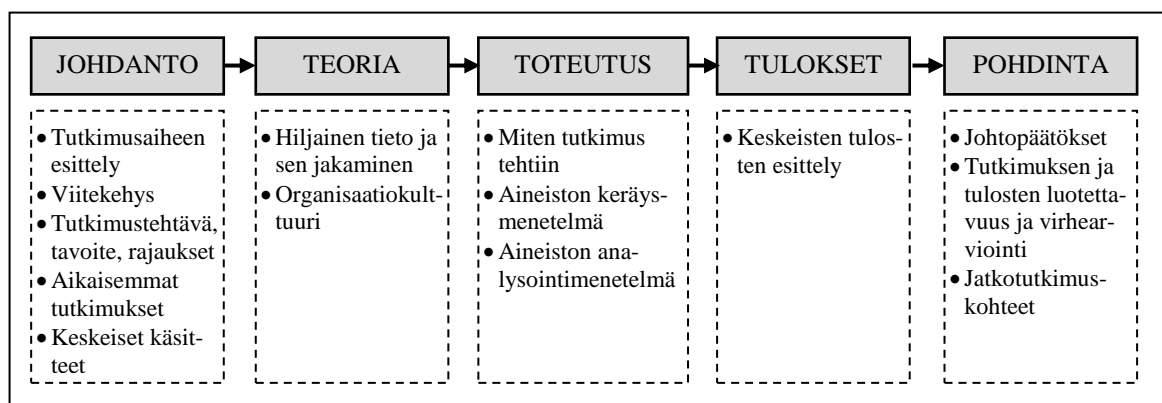 JOHDANTO
TEORIA
TOTEUTUS
TULOKSET
POHDINTA
• Tutkimusaiheen
esittely
• Viitekehys
• Tutkimustehtävä,
tavoite, rajaukset
• Aikaisemmat
tutkimukset
• Keskeiset käsit-
teet
• Hiljainen tieto ja
sen jakaminen
• Organisaatiokult-
tuuri
• Miten tutkimus
tehtiin
• Aineiston keräys-
menetelmä
• Aineiston ana-
lysointimenetelmä
• Keskeisten tulos-
ten esittely
• Johtopäätökset
• Tutkimuksen ja
tulosten luotetta-
vuus ja virhear-
viointi
• Jatkotutkimus-
kohteet